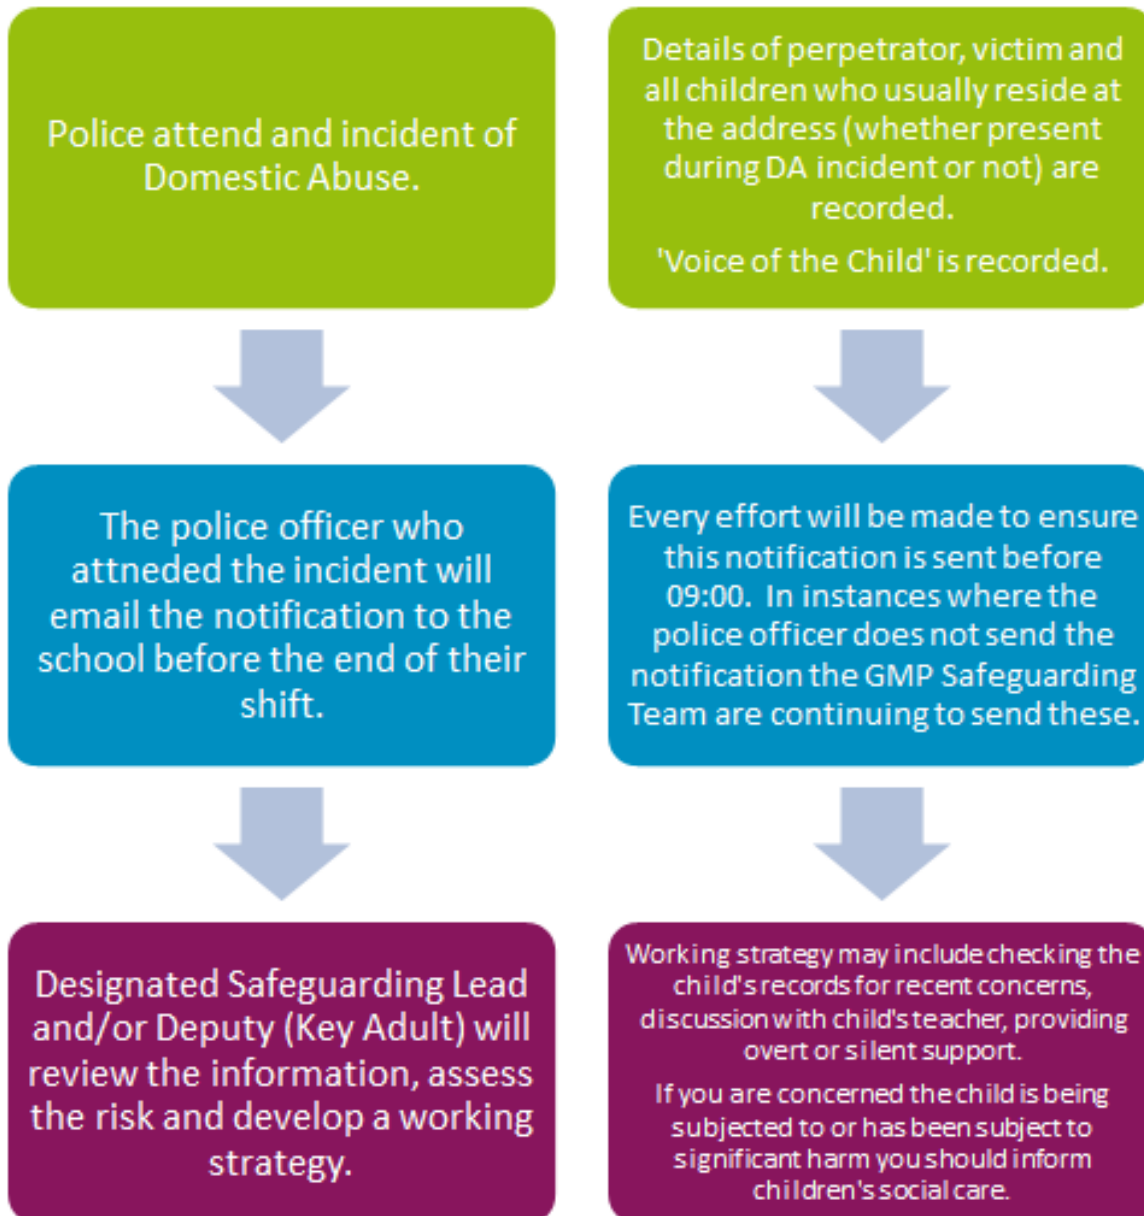 Police attend and incident of
Domestic Abuse.
Details of perpetrator, victim and
all children who usually reside at
the address (whether present
during DA incident or not) are
recorded.
'Voice of the Child' is recorded.
The police officer who
attneded the incident will
email the notification to the
school before the end of their
shift.
Every effort will be made to ensure
this notification is sent before
09:00. In instances where the
police officer does not send the
notification the GMP Safeguarding
Team are continuing to send these.
Designated Safeguarding Lead
and/or Deputy (Key Adult) will
review the information, assess
the risk and develop a working
strategy.
Working strategy may include checking the
child's records for recent concerns,
discussion with child's teacher, providing
overt or silent support.
If you are concerned the child is being
subjected to or has been subject to
significant harm you should inform
children's social care.